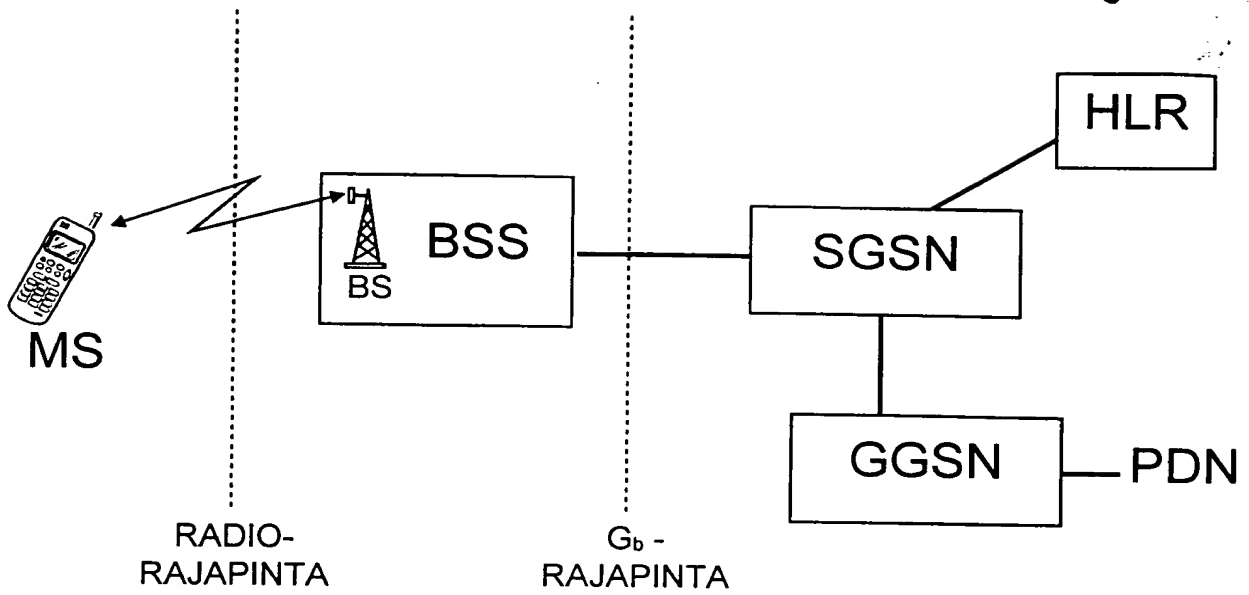 HLR
BSS
SGSN
BS
MS
GGSN
PDN
RADIO-
RAJAPINTA
Gb -
RAJAPINTA